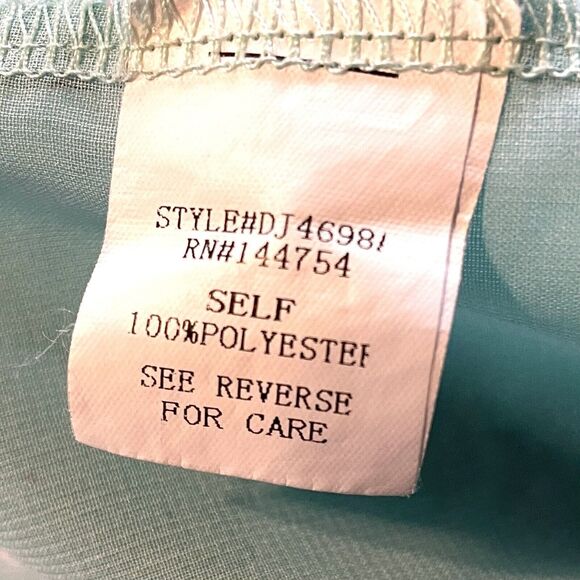 STYLE#DJ4698
RN#144754
SELF
100%POLYESTER
SEE REVERSE
FOR CARE